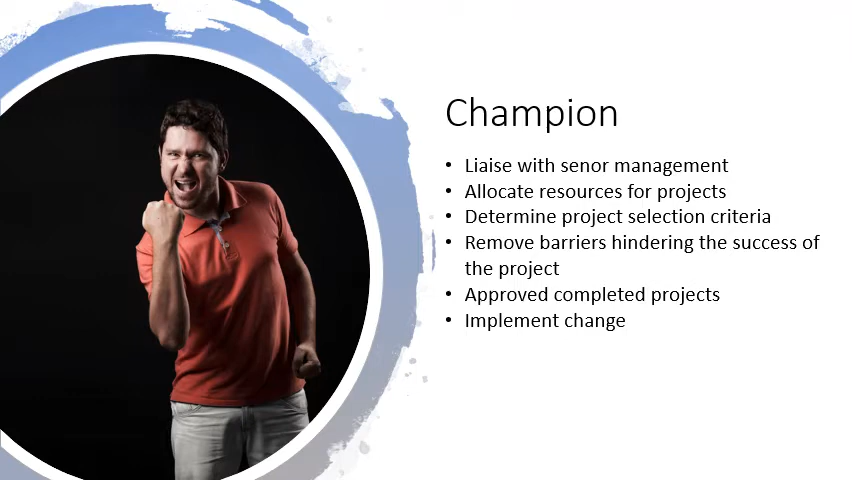 Champion
• Liaise with senor management
• Allocate resources for projects
• Determine project selection criteria
• Remove barriers hindering the success of
the project
• Approved completed projects
• Implement change